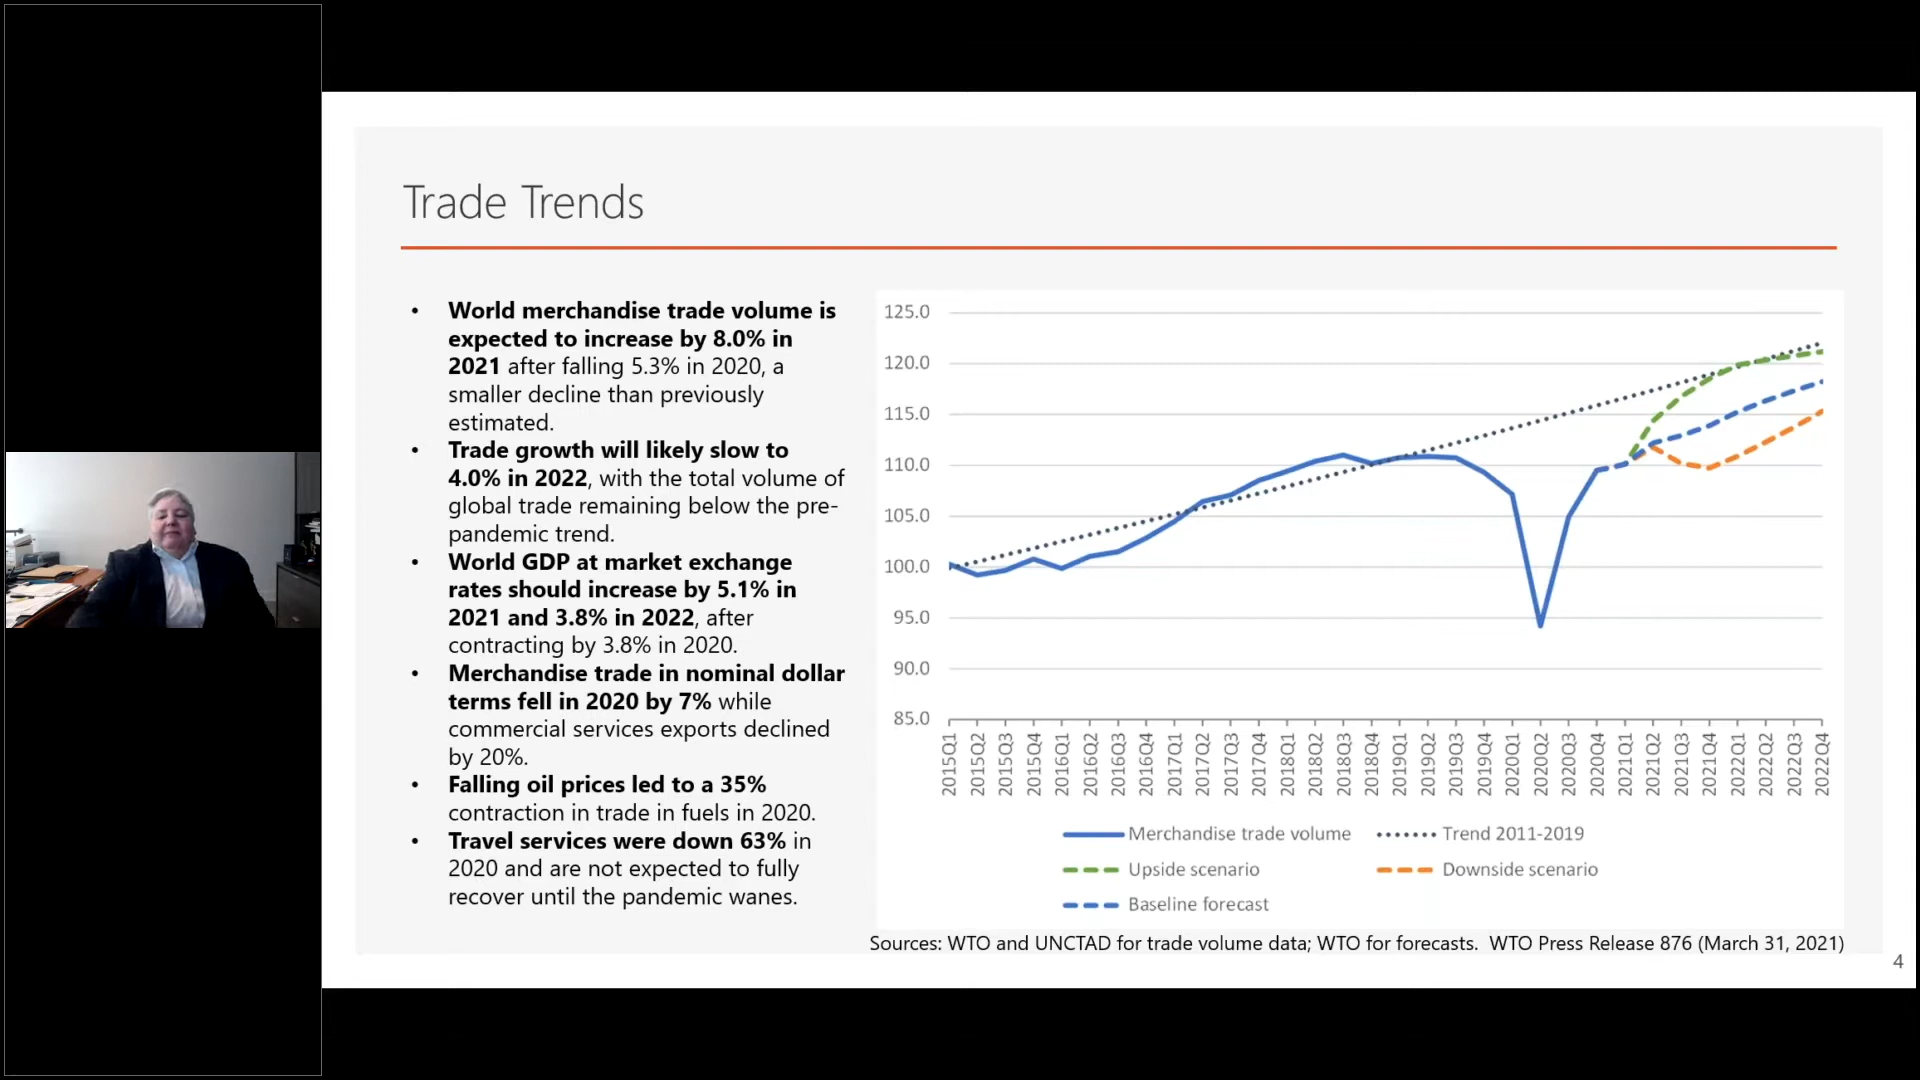 Trade Trends
• World merchandise trade volume is
expected to increase by 8.0% in
2021 after falling 5.3% in 2020, a
smaller decline than previously
estimated.
• Trade growth will likely slow to
4.0% in 2022, with the total volume of
global trade remaining below the pre-
pandemic trend.
• World GDP at market exchange
rates should increase by 5.1% in
2021 and 3.8% in 2022, after
contracting by 3.8% in 2020.
• Merchandise trade in nominal dollar
terms fell in 2020 by 7% while
commercial services exports declined
by 20%.
• Falling oil prices led to a 35%
contraction in trade in fuels in 2020.
• Travel services were down 63% in
2020 and are not expected to fully
recover until the pandemic wanes.
125.0
120.0
115.0
110.0
105.0
100.0
95.0
90.0
85.0
2015Q1
2015Q2
2015Q3
2015Q4
2016Q1
2016Q2
2016Q3
2016Q4
2017Q1
2017Q2
2017Q3
2017Q4
2018Q1
2018Q2
2018Q3
2018Q4
2019Q1
2019Q2
2019Q3
2019Q4
2020Q1
2020Q2
2020Q3
2020Q4
2021Q1
2021Q2
2021Q3
2021Q4
2022Q1
2022Q2
2022Q3
2022Q4
Merchandise trade volume
Trend 2011-2019
Upside scenario
Downside scenario
Baseline forecast
Sources: WTO and UNCTAD for trade volume data; WTO for forecasts. WTO Press Release 876 (March 31, 2021)
4